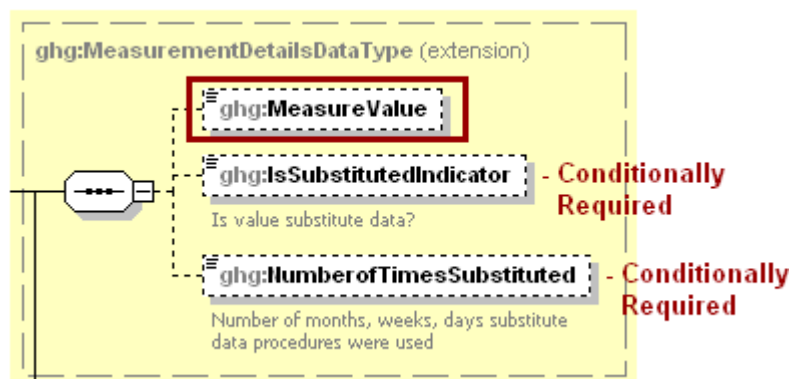 ghg:MeasurementDetailsDataType (extension)
ghg:MeasureValue
ghg:IsSubstitutedIndicator - Conditionally
Required
Is value substitute data?
ghg:NumberofTimesSubstituted - Conditionally
Required
Number of months, weeks, days substitute
data procedures were used